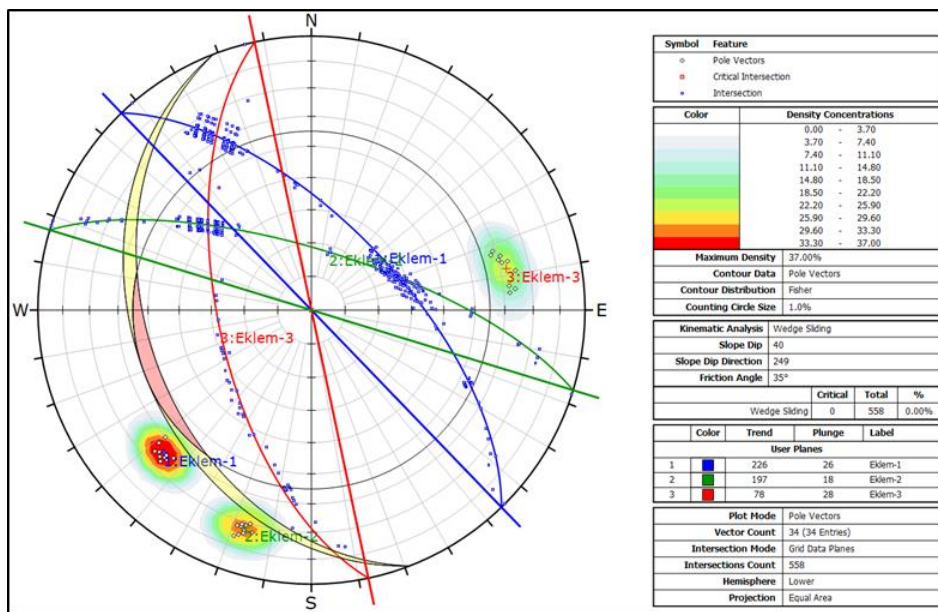 N
W
E
S
1:Eklem-1
2:Eklem-2
3:Eklem-3
3:Eklem-3
1:Eklem-1
2:Eklem-2
Symbol Feature
Pole Vectors
Critical Intersection
Intersection
Color Density Concentrations
0.00 - 3.70
3.70 - 7.40
7.40 - 11.10
11.10 - 14.80
14.80 - 18.50
18.50 - 22.20
22.20 - 25.90
25.90 - 29.60
29.60 - 33.30
33.30 - 37.00
Maximum Density 37.00%
Contour Data Pole Vectors
Contour Distribution Fisher
Counting Circle Size 1.0%
Kinematic Analysis Wedge Sliding
Slope Dip 40
Slope Dip Direction 249
Friction Angle 35°
Critical Total %
Wedge Sliding 0 558 0.00%
Color Trend Plunge Label
User Planes
1 226 26 Eklem-1
2 197 18 Eklem-2
3 78 28 Eklem-3
Plot Mode Pole Vectors
Vector Count 34 (34 Entries)
Intersection Mode Grid Data Planes
Intersections Count 558
Hemisphere Lower
Projection Equal Area